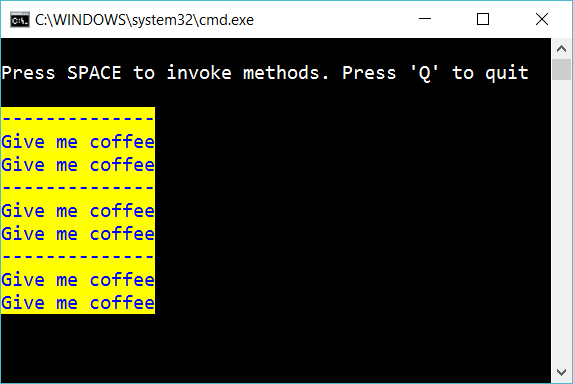 C:\WINDOWS\system32\cmd.exe
Press SPACE to invoke methods. Press 'Q' to quit
--------------
Give me coffee
Give me coffee
--------------
Give me coffee
Give me coffee
--------------
Give me coffee
Give me coffee